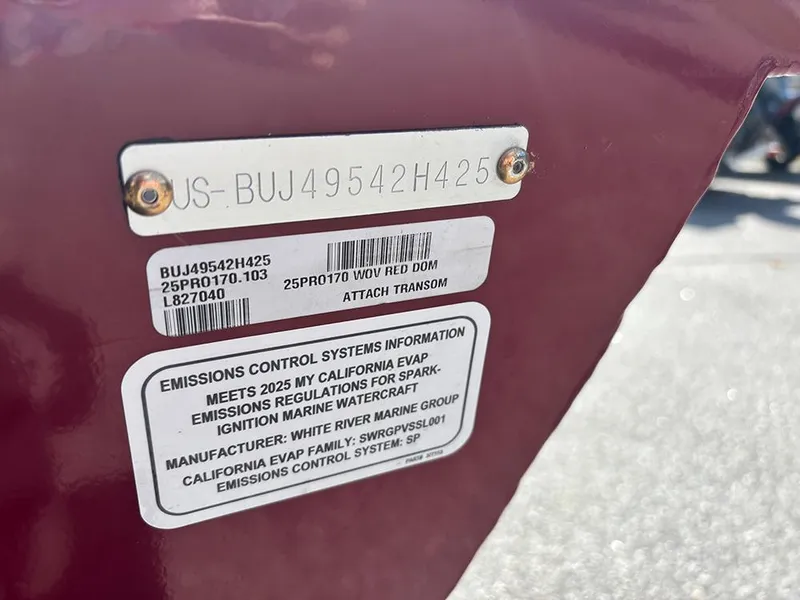 US-BUJ49542H425
BUJ49542H425
25PRO170.103
L827040
25PRO170 WOV RED DOM
ATTACH TRANSOM
EMISSIONS CONTROL SYSTEMS INFORMATION
MEETS 2025 MY CALIFORNIA EVAP
EMISSIONS REGULATIONS FOR SPARK-
IGNITION MARINE WATERCRAFT
MANUFACTURER: WHITE RIVER MARINE GROUP
CALIFORNIA EVAP FAMILY: SWRGPVSSL001
EMISSIONS CONTROL SYSTEM: SP